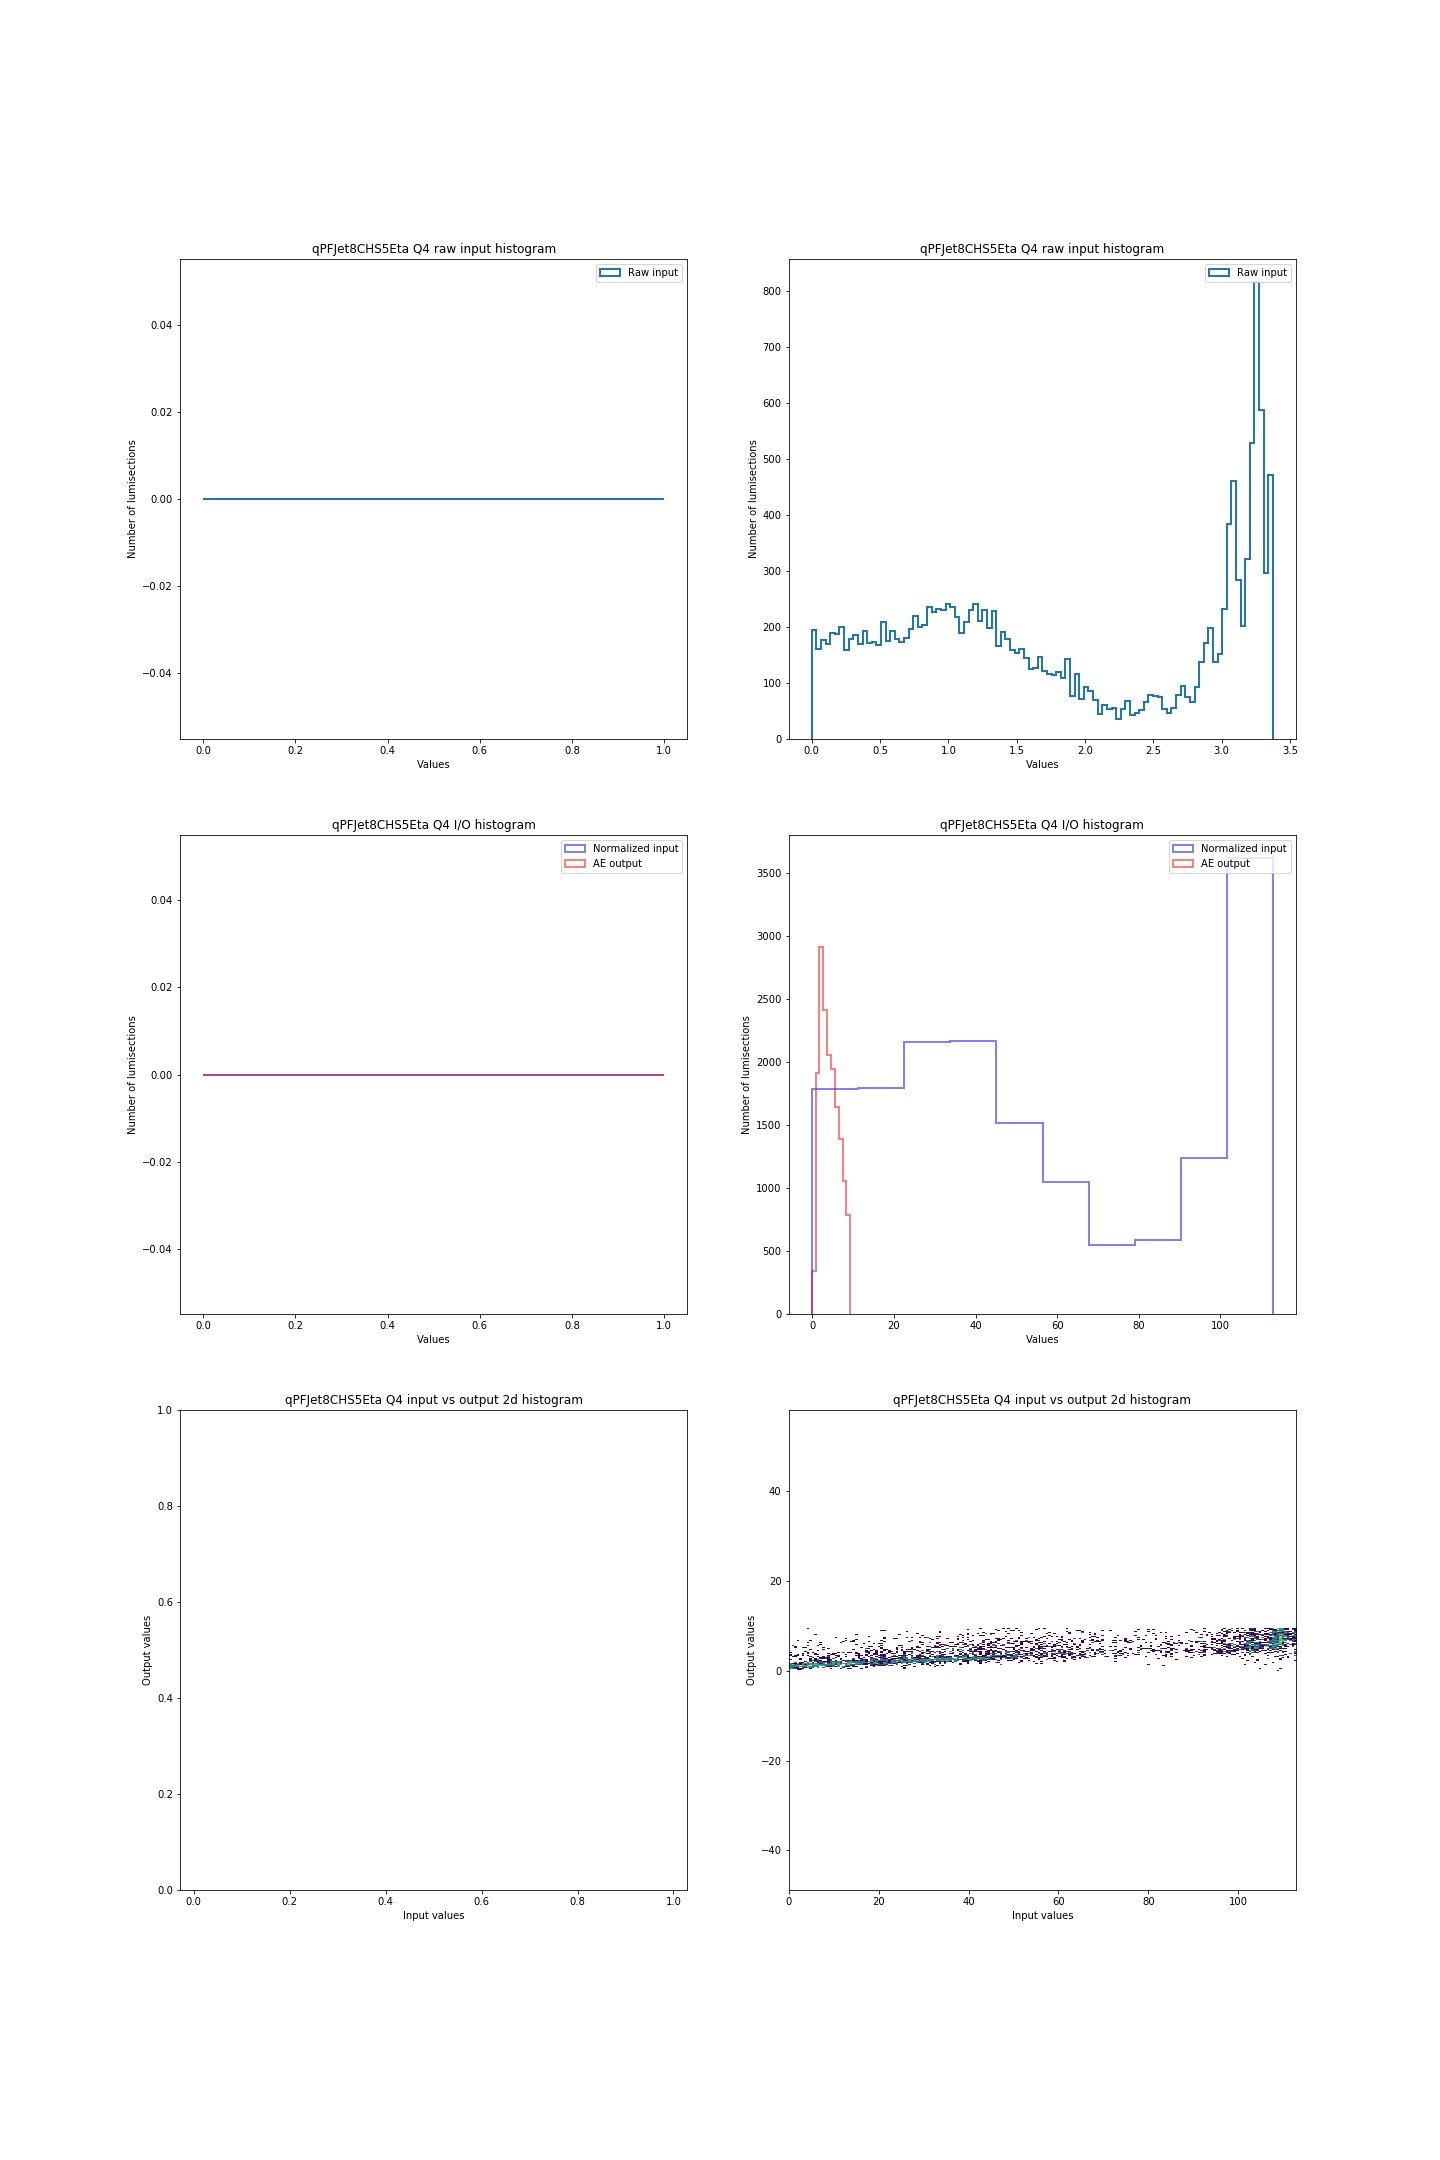 qPFJet8CHS5Eta Q4 raw input histogram
Raw input
0.04
0.02
0.00
−0.02
−0.04
Number of lumisections
0.0 0.2 0.4 0.6 0.8 1.0
Values
qPFJet8CHS5Eta Q4 raw input histogram
Raw input
800
700
600
500
400
300
200
100
0
Number of lumisections
0.0 0.5 1.0 1.5 2.0 2.5 3.0 3.5
Values
qPFJet8CHS5Eta Q4 I/O histogram
Normalized input
AE output
0.04
0.02
0.00
−0.02
−0.04
Number of lumisections
0.0 0.2 0.4 0.6 0.8 1.0
Values
qPFJet8CHS5Eta Q4 I/O histogram
Normalized input
AE output
3500
3000
2500
2000
1500
1000
500
0
Number of lumisections
0 20 40 60 80 100
Values
qPFJet8CHS5Eta Q4 input vs output 2d histogram
1.0
0.8
0.6
0.4
0.2
0.0
Output values
0.0 0.2 0.4 0.6 0.8 1.0
Input values
qPFJet8CHS5Eta Q4 input vs output 2d histogram
40
20
0
−20
−40
Output values
0 20 40 60 80 100
Input values